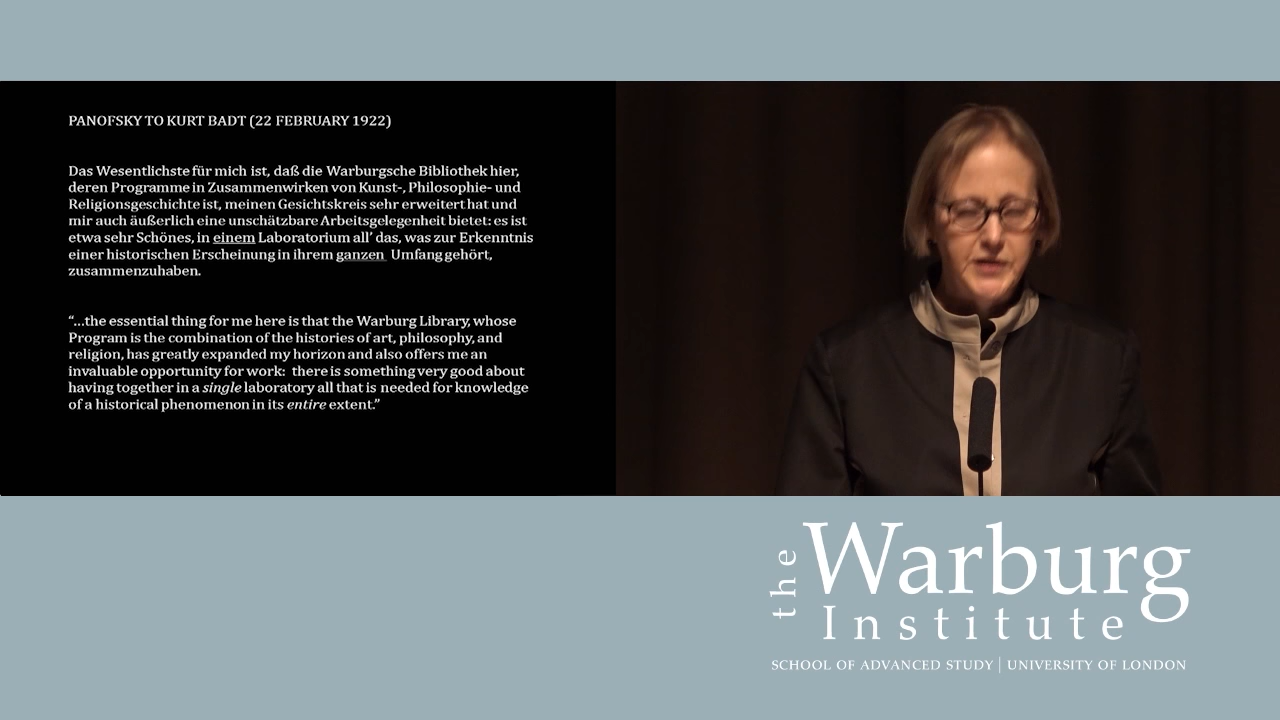 PANOFSKY TO KURT BADT (22 FEBRUARY 1922)
Das Wesentlichste für mich ist, daß die Warburgsche Bibliothek hier,
deren Programme in Zusammenwirken von Kunst-, Philosophie- und
Religionsgeschichte ist, meinen Gesichtskreis sehr erweitert hat und
mir auch äußerlich eine unschätzbare Arbeitsgelegenheit bietet: es ist
etwa sehr Schönes, in einem Laboratorium all’ das, was zur Erkenntnis
einer historischen Erscheinung in ihrem ganzen Umfang gehört,
zusammenzuhaben.
“…the essential thing for me here is that the Warburg Library, whose
Program is the combination of the histories of art, philosophy, and
religion, has greatly expanded my horizon and also offers me an
invaluable opportunity for work: there is something very good about
having together in a single laboratory all that is needed for knowledge
of a historical phenomenon in its entire extent.”
the Warburg
Institute
SCHOOL OF ADVANCED STUDY | UNIVERSITY OF LONDON